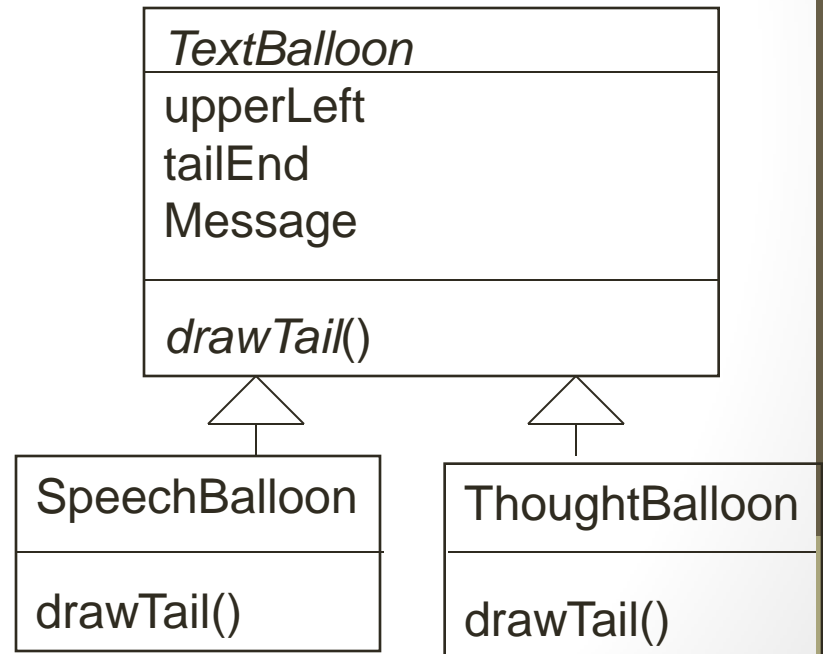 TextBalloon
upperLeft
tailEnd
Message
drawTail()
SpeechBalloon
drawTail()
ThoughtBalloon
drawTail()